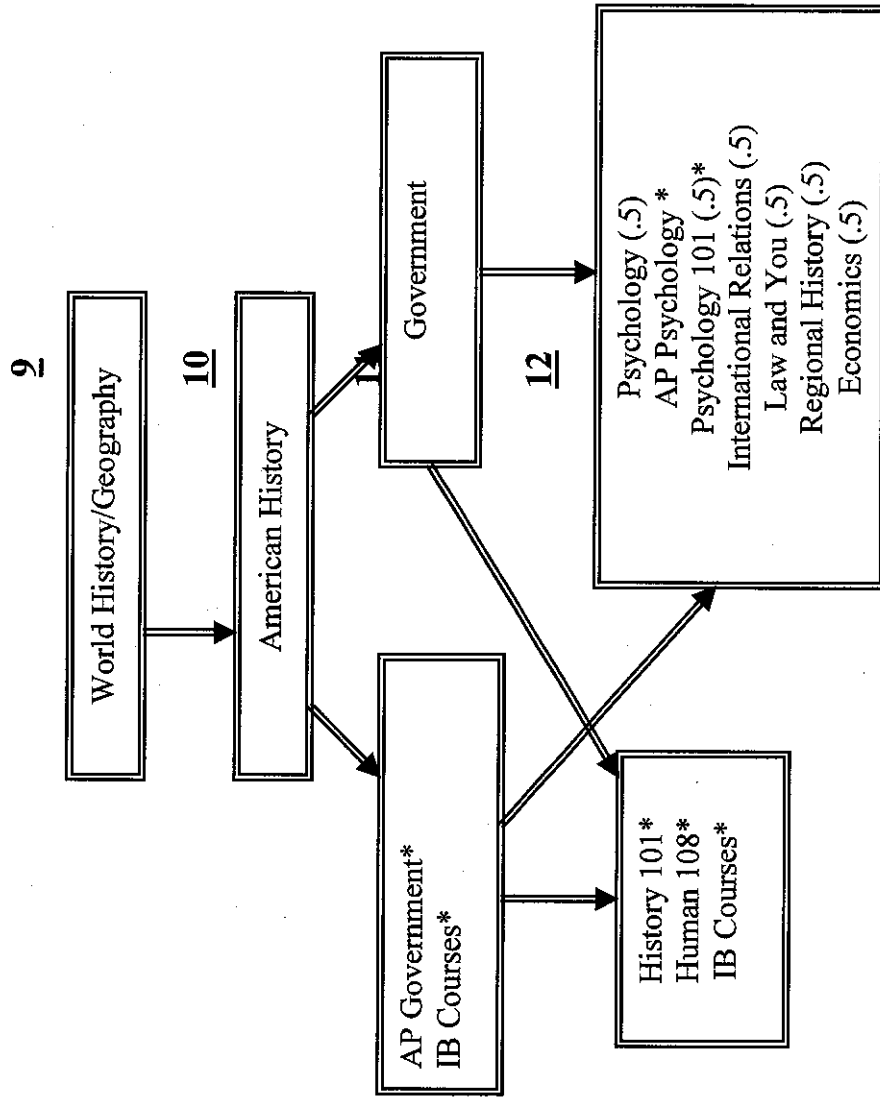 9
World History/Geography
10
American History
1
AP Government*
IB Courses*
Government
12
History 101*
Human 108*
IB Courses*
Psychology (.5)
AP Psychology *
Psychology 101 (.5)*
International Relations (.5)
Law and You (.5)
Regional History (.5)
Economics (.5)